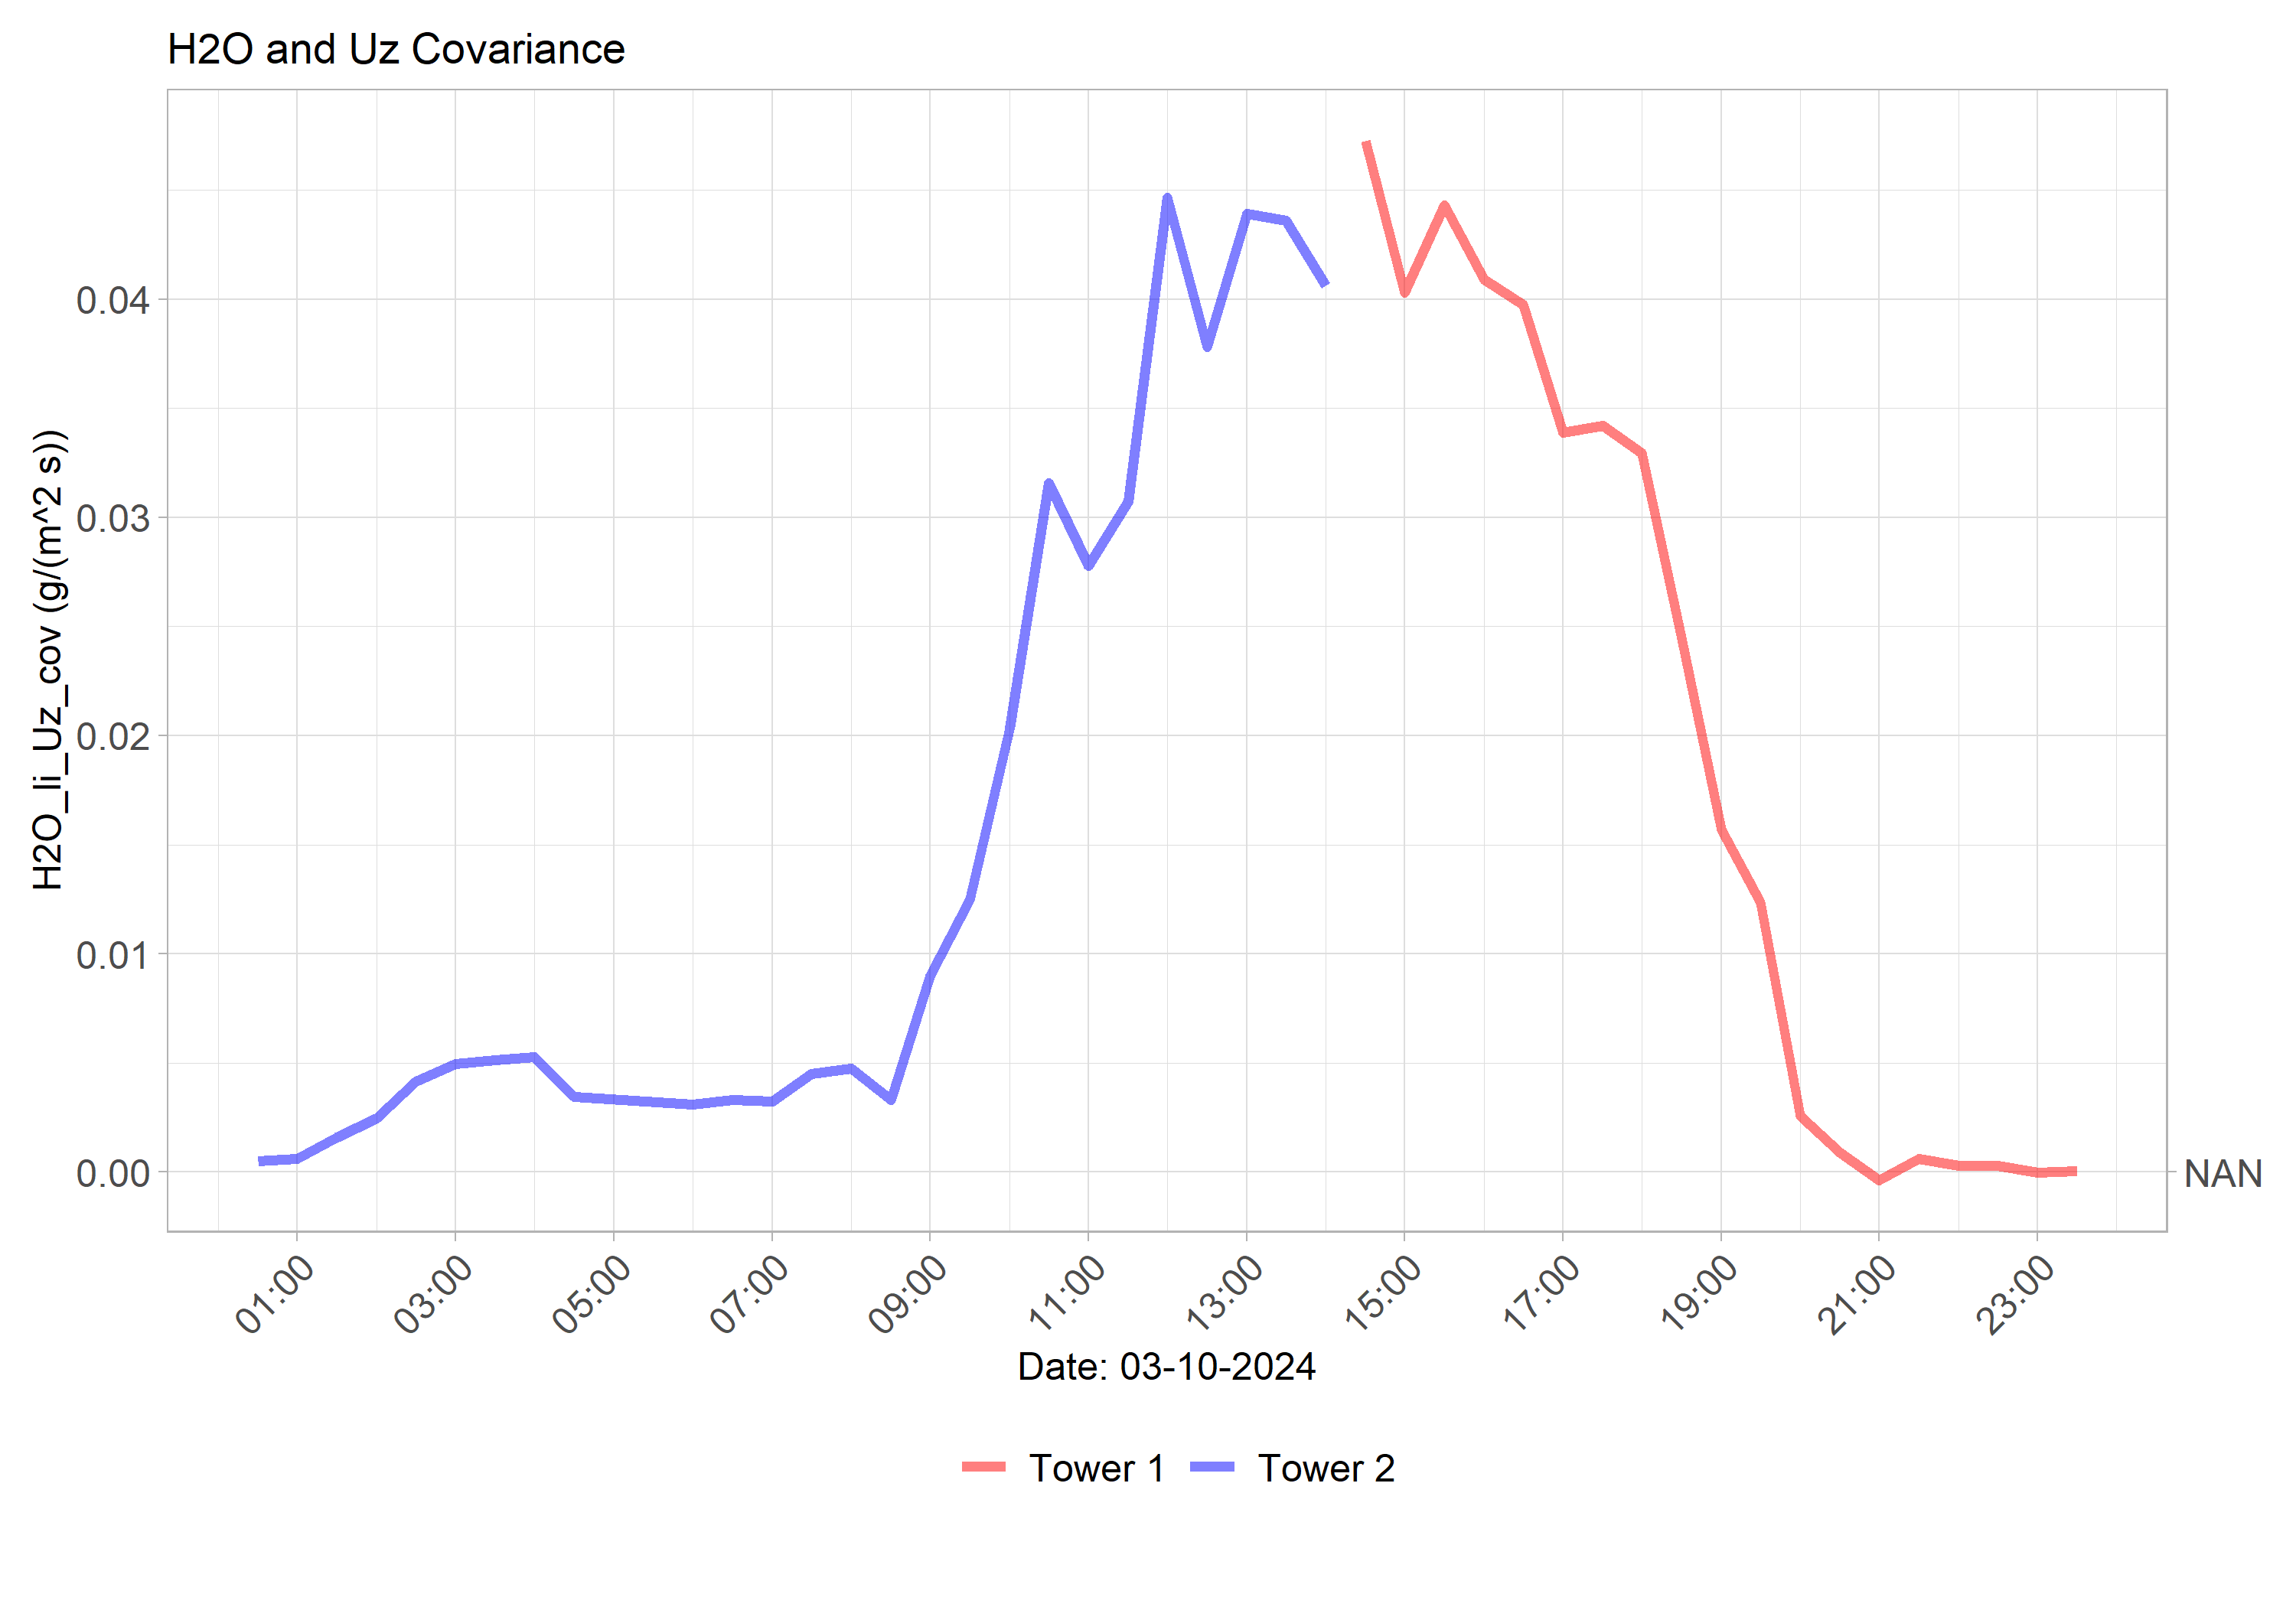 H2O and Uz Covariance
H2O_li_Uz_cov (g/(m^2 s))
0.04
0.03
0.02
0.01
0.00
NAN
01:00
03:00
05:00
07:00
09:00
11:00
13:00
15:00
17:00
19:00
21:00
23:00
Date: 03-10-2024
Tower 1
Tower 2